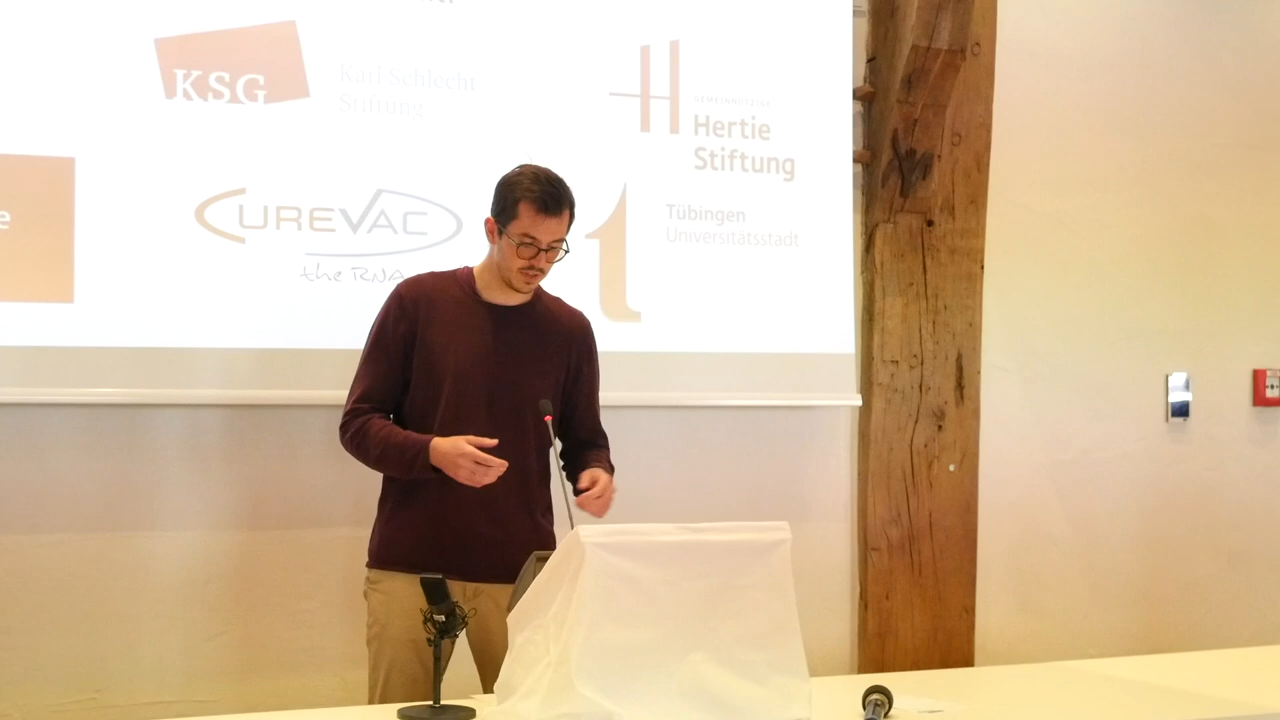 KSG
Karl Schlecht
Stiftung
GEMEINNÜTZIGE
Hertie
Stiftung
e
CUREVAC
the RNA
t
Tübingen
Universitätsstadt